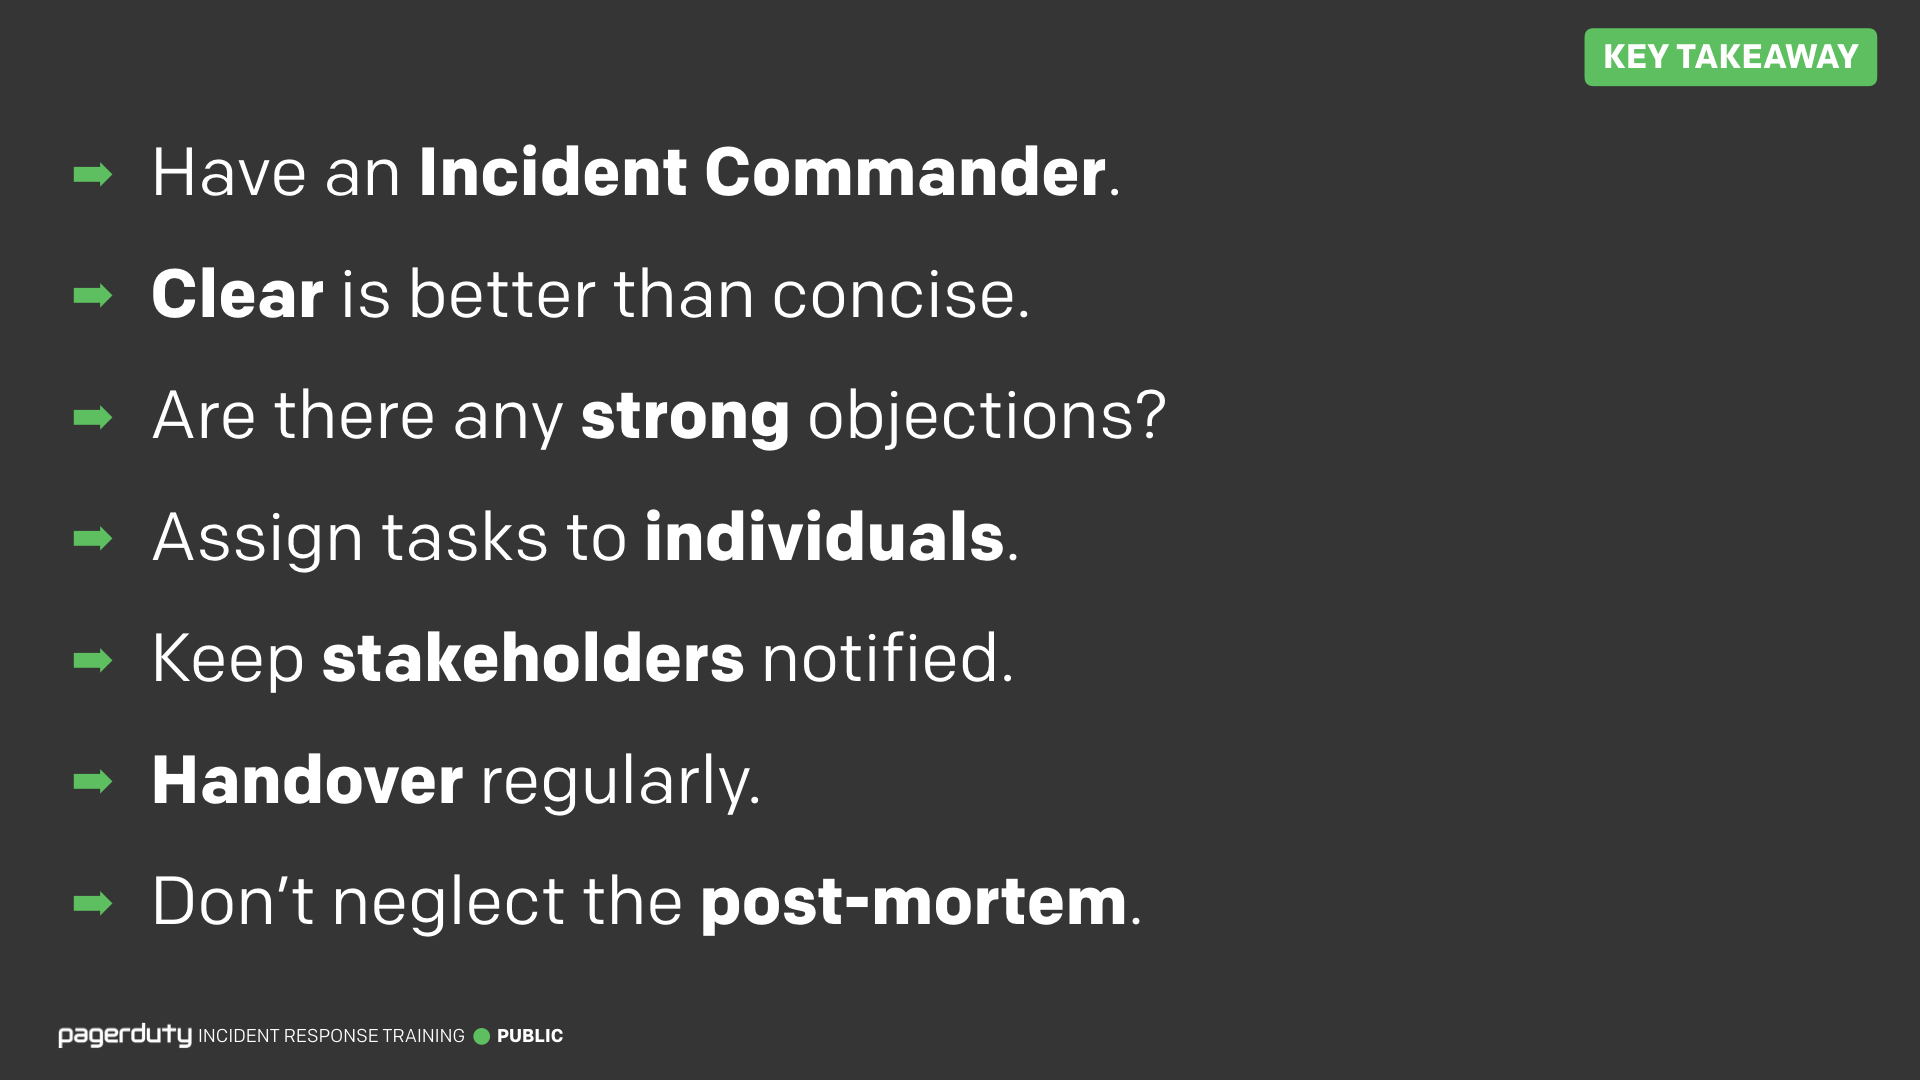 KEY TAKEAWAY
Have an Incident Commander.
Clear is better than concise.
Are there any strong objections?
Assign tasks to individuals.
Keep stakeholders notified.
Handover regularly.
Don’t neglect the post-mortem.
pagerduty INCIDENT RESPONSE TRAINING PUBLIC